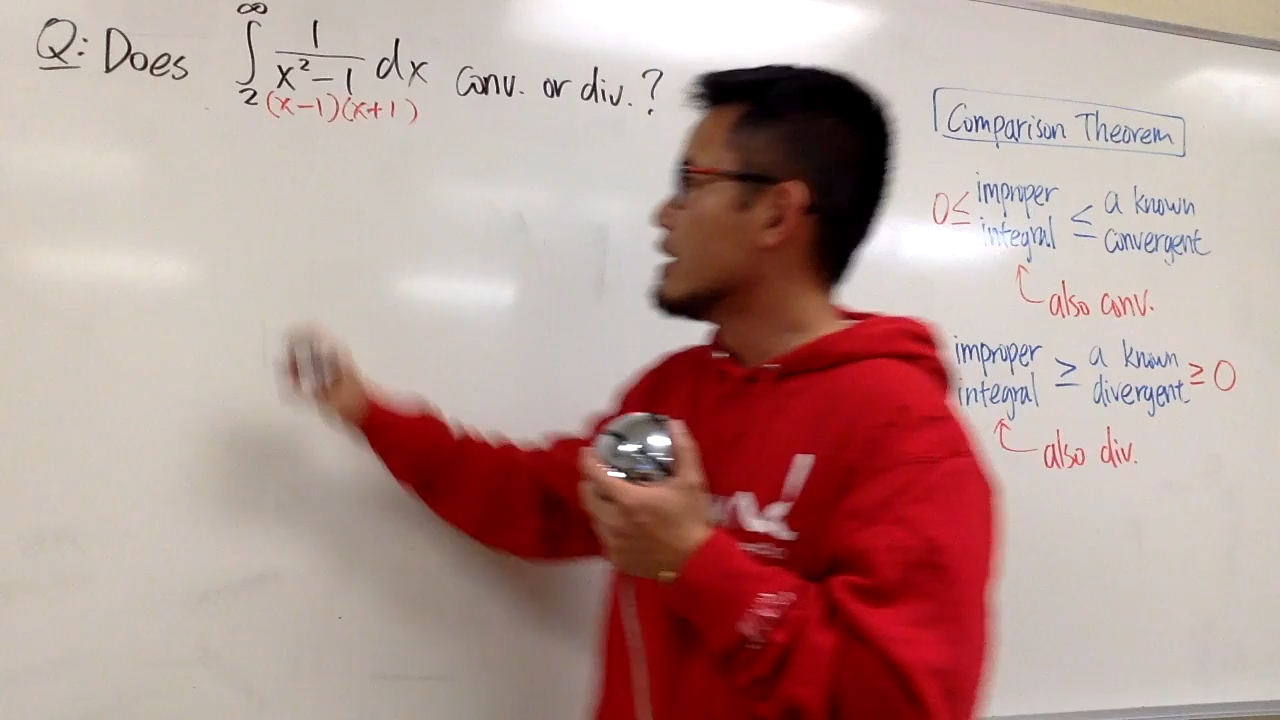 Q: Does ∫₂^∞ 1/(x²-1) dx conv. or div.?
(x-1)(x+1)
Comparison Theorem
0 ≤ improper integral ≤ a known convergent
also conv.
improper integral ≥ a known divergent ≥ 0
also div.